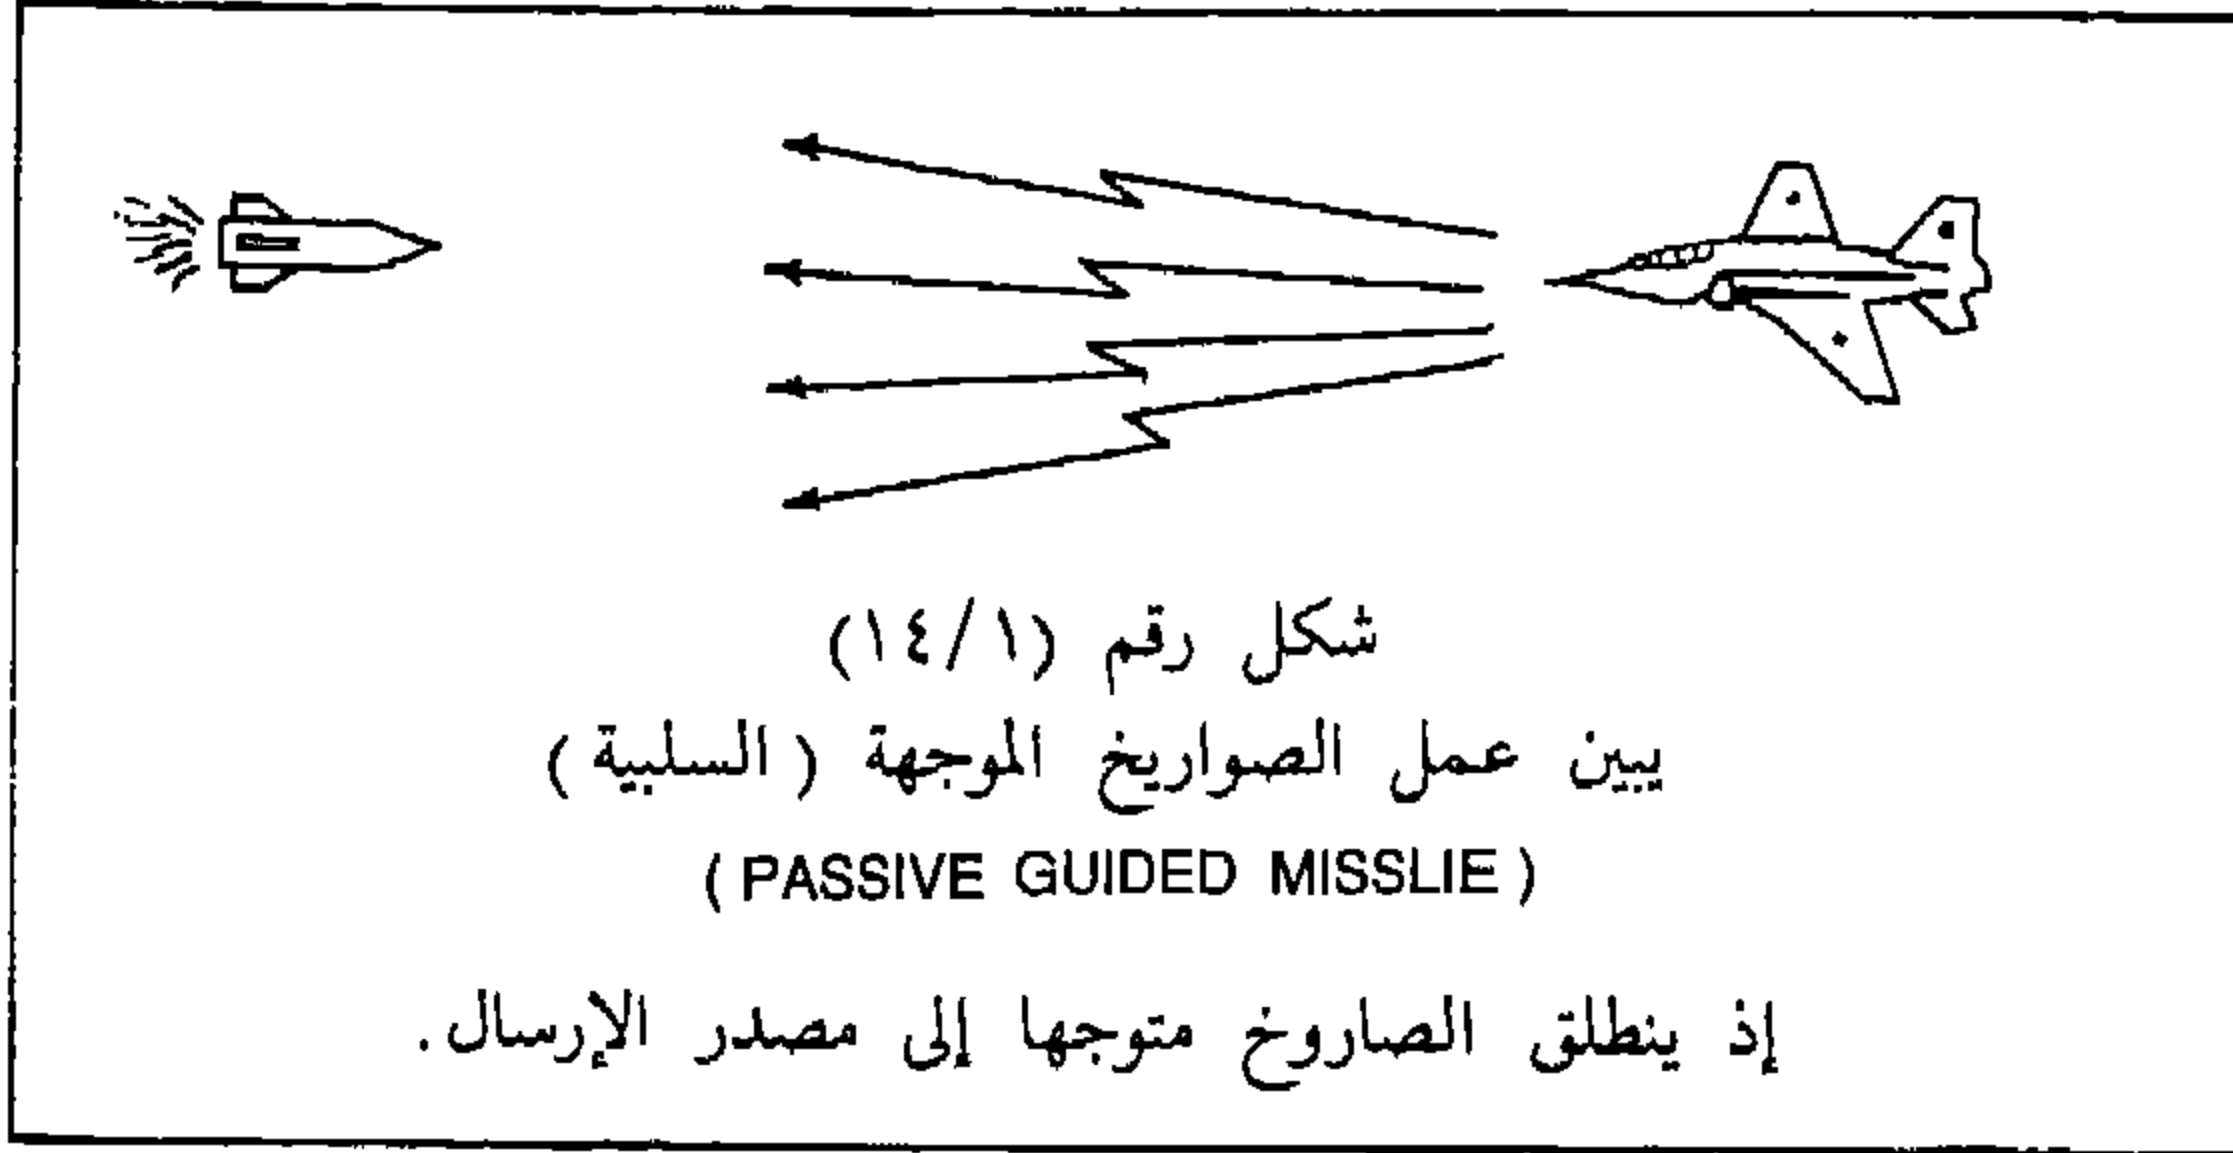 شكل رقم (١٤/١)
يبين عمل الصواريخ الموجهة (السلبية)
(PASSIVE GUIDED MISSLIE)
إذ ينطلق الصاروخ متوجها إلى مصدر الإرسال.